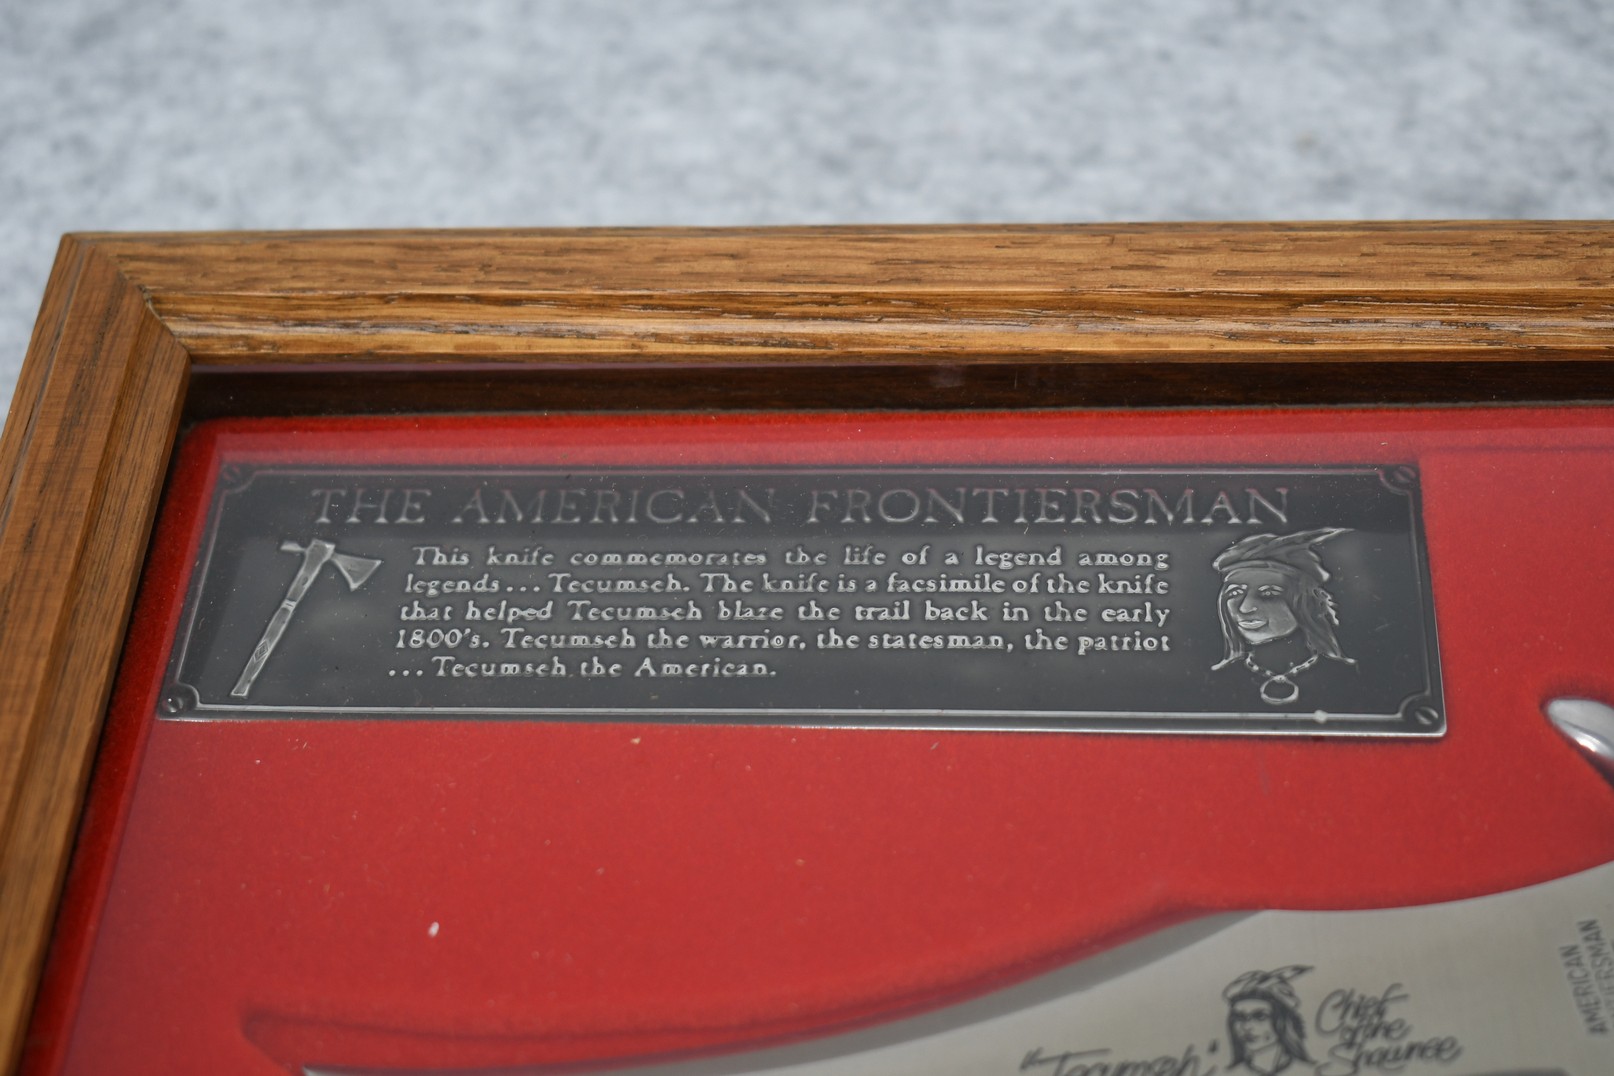 THE AMERICAN FRONTIERSMAN
This knife commemorates the life of a legend among
legends... Tecumseh. The knife is a facsimile of the knife
that helped Tecumseh blaze the trail back in the early
1800's. Tecumseh the warrior, the statesman, the patriot
... Tecumseh the American.
"Tecumseh"
Chief
of the
Shawnee
AMERICAN